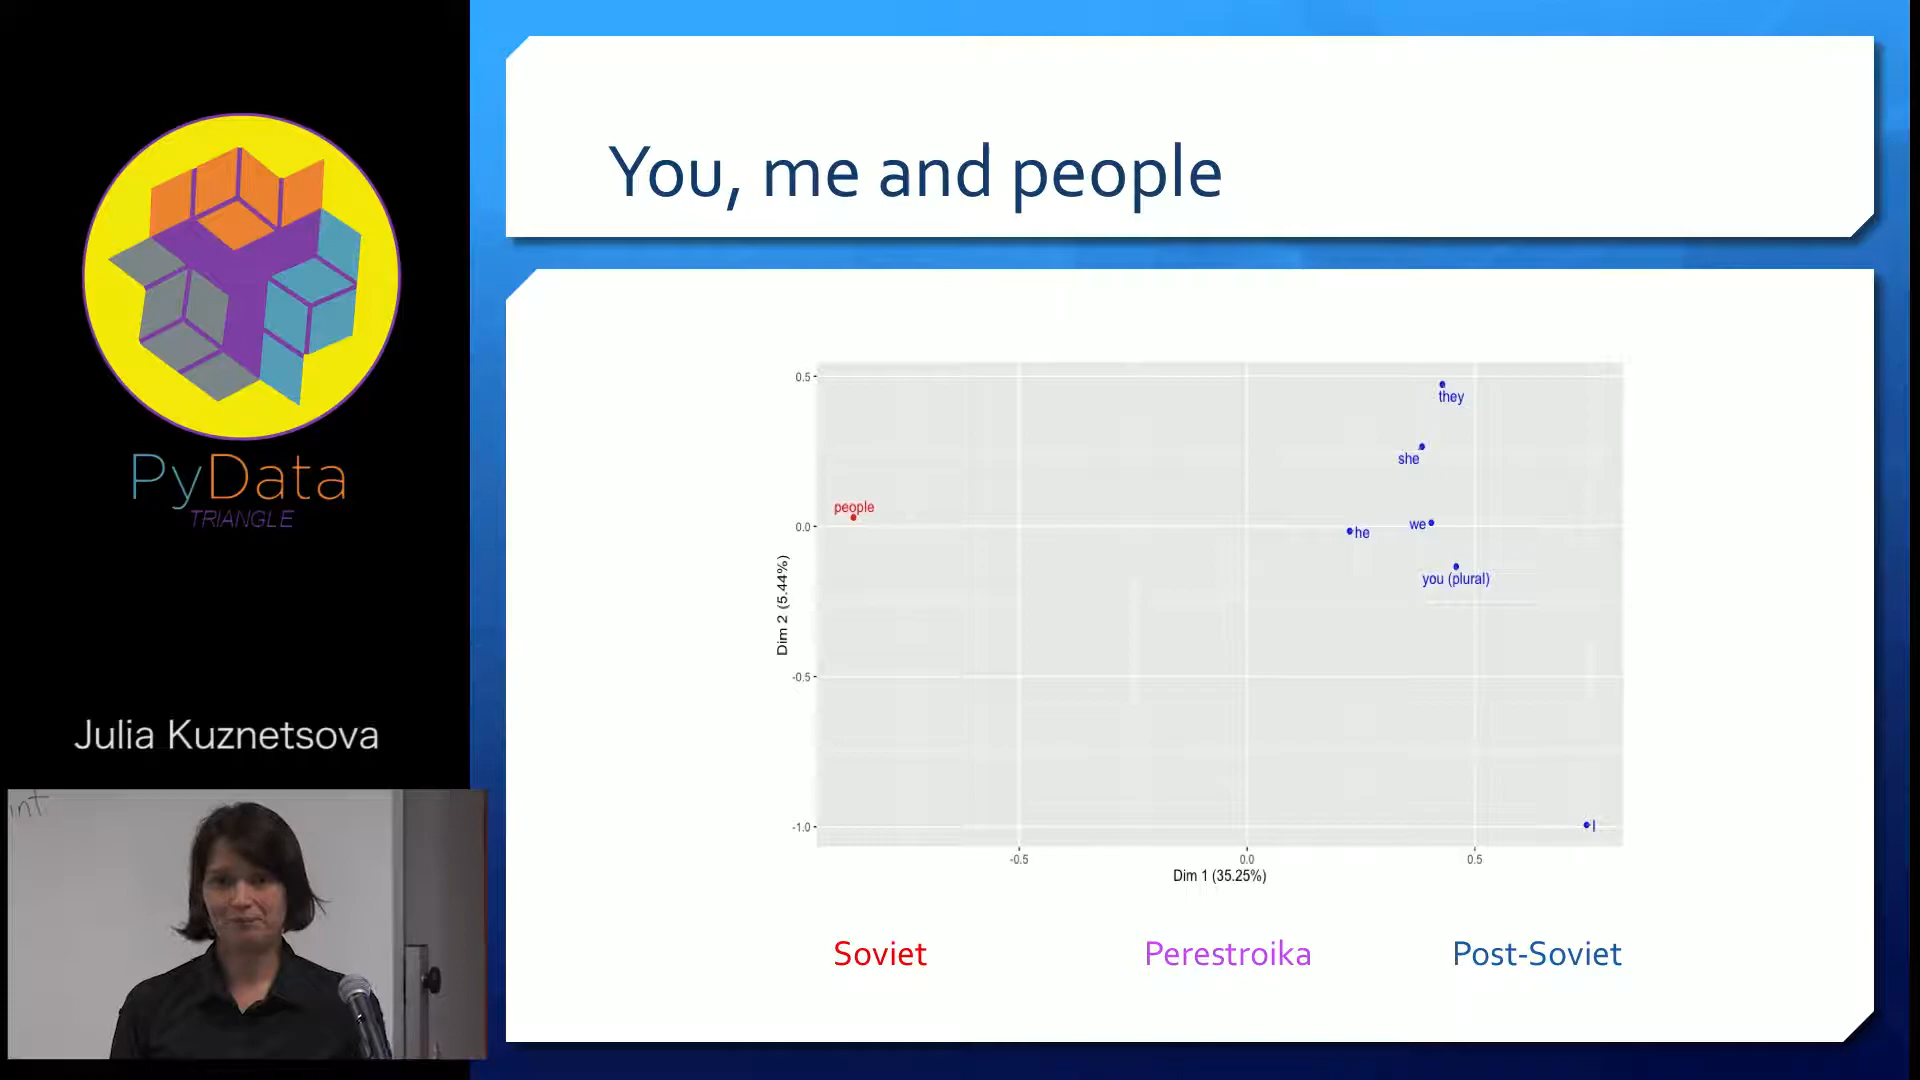 PyData
TRIANGLE
Julia Kuznetsova
int
You, me and people
0.5
0.0
-0.5
-1.0
Dim 2 (5.44%)
they
she
people
we
he
you (plural)
I
-0.5
0.0
0.5
Dim 1 (35.25%)
Soviet
Perestroika
Post-Soviet